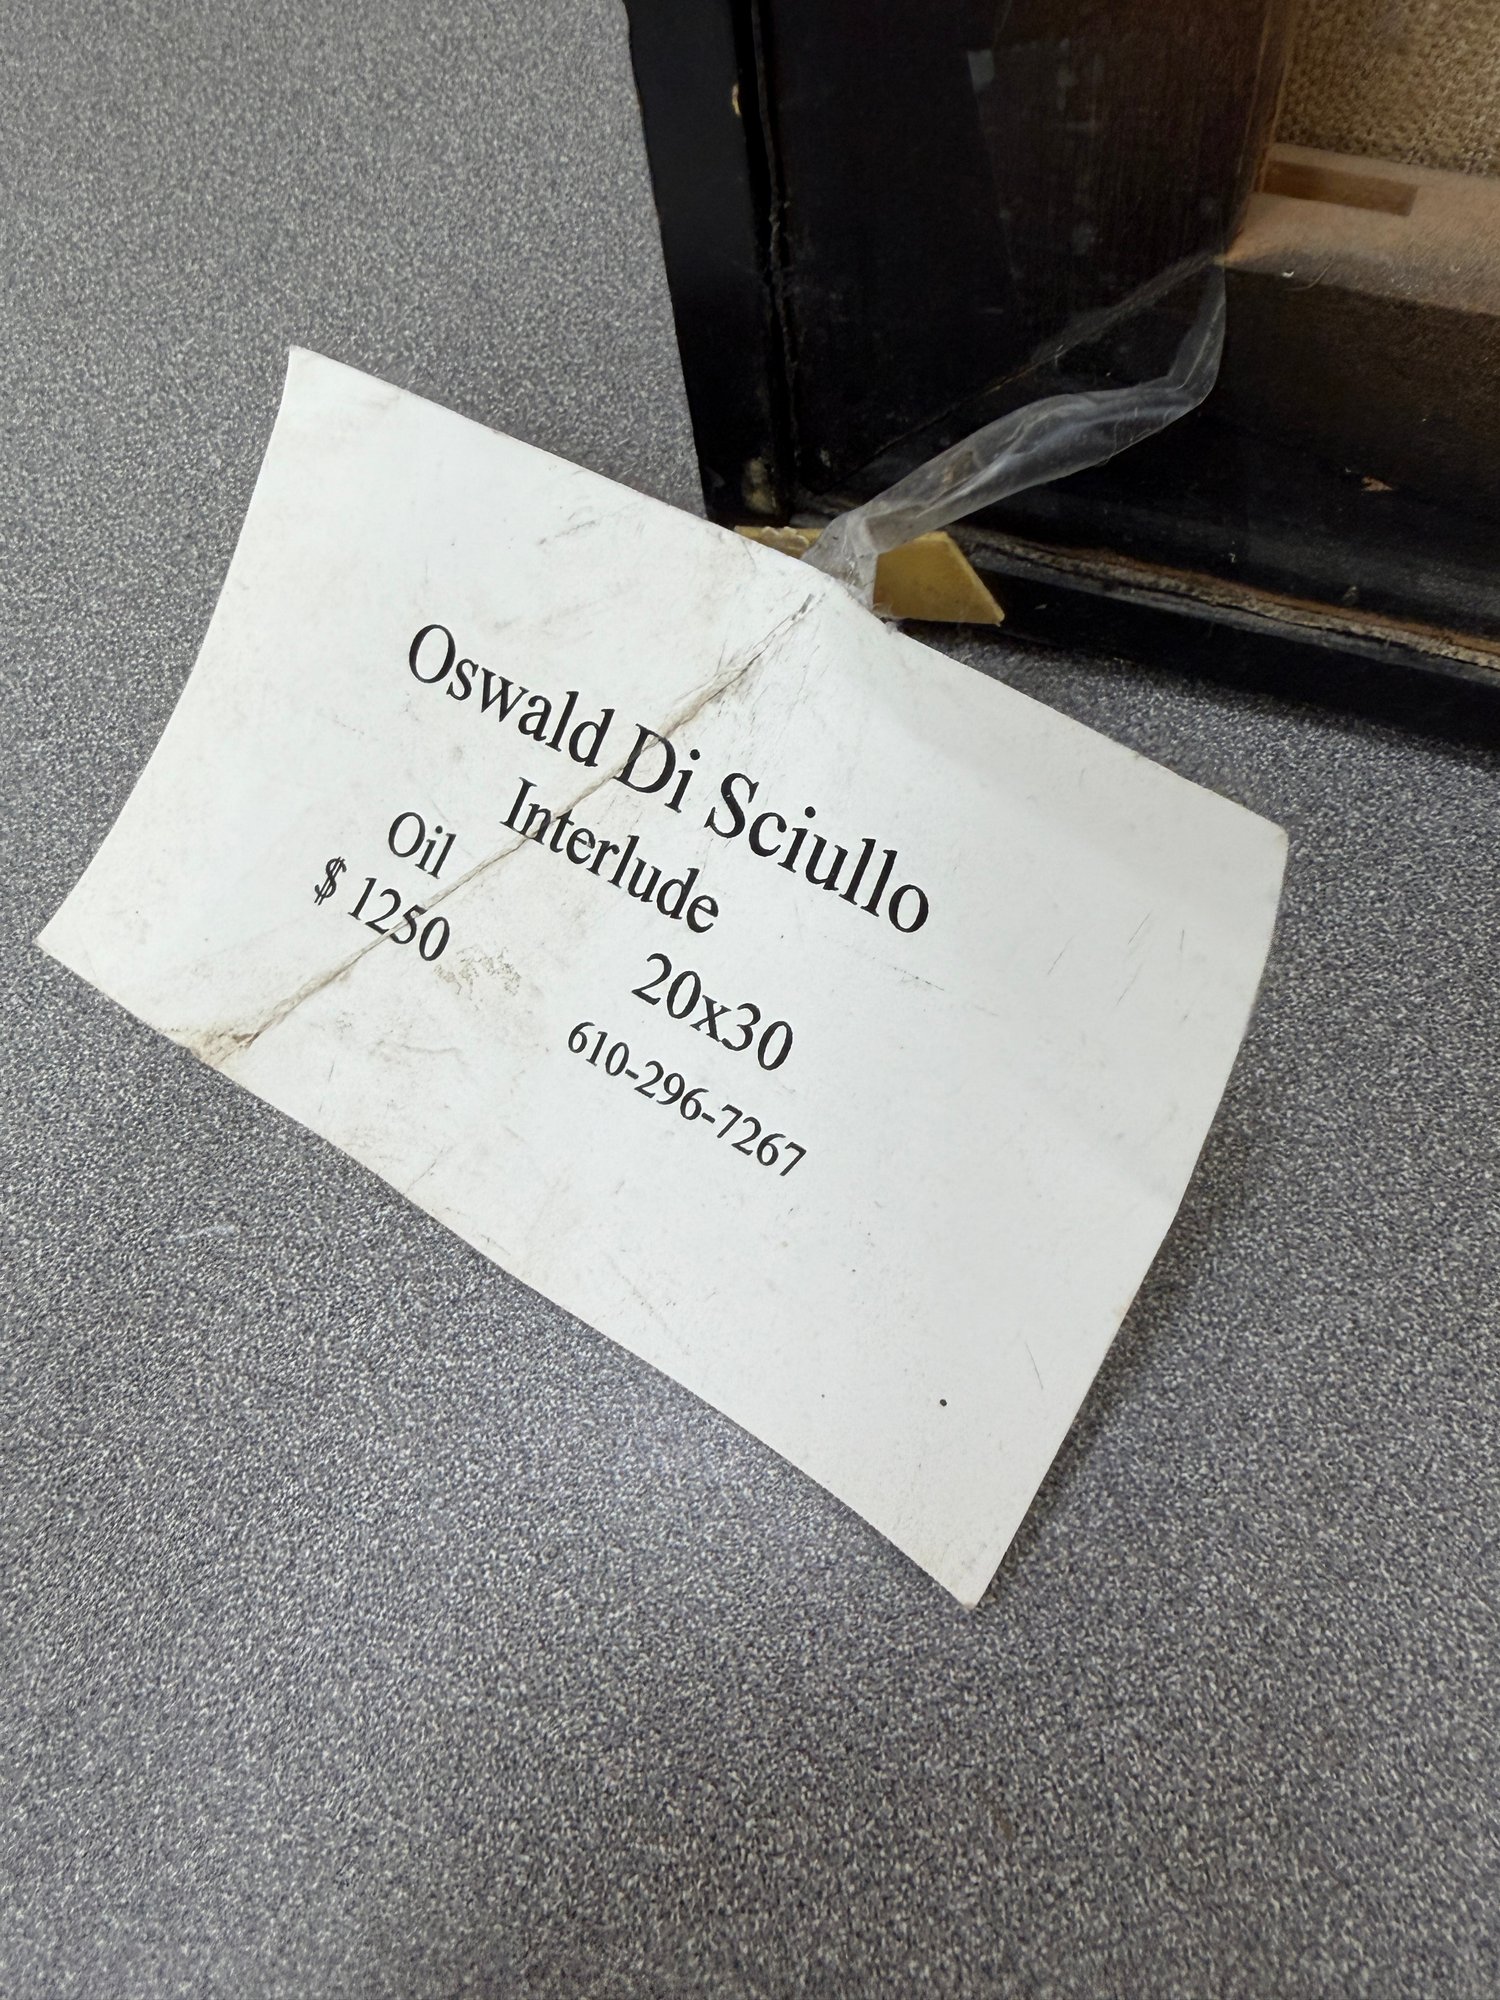 Oswald Di Sciullo
Interlude
Oil 20x30
$ 1250 610-296-7267